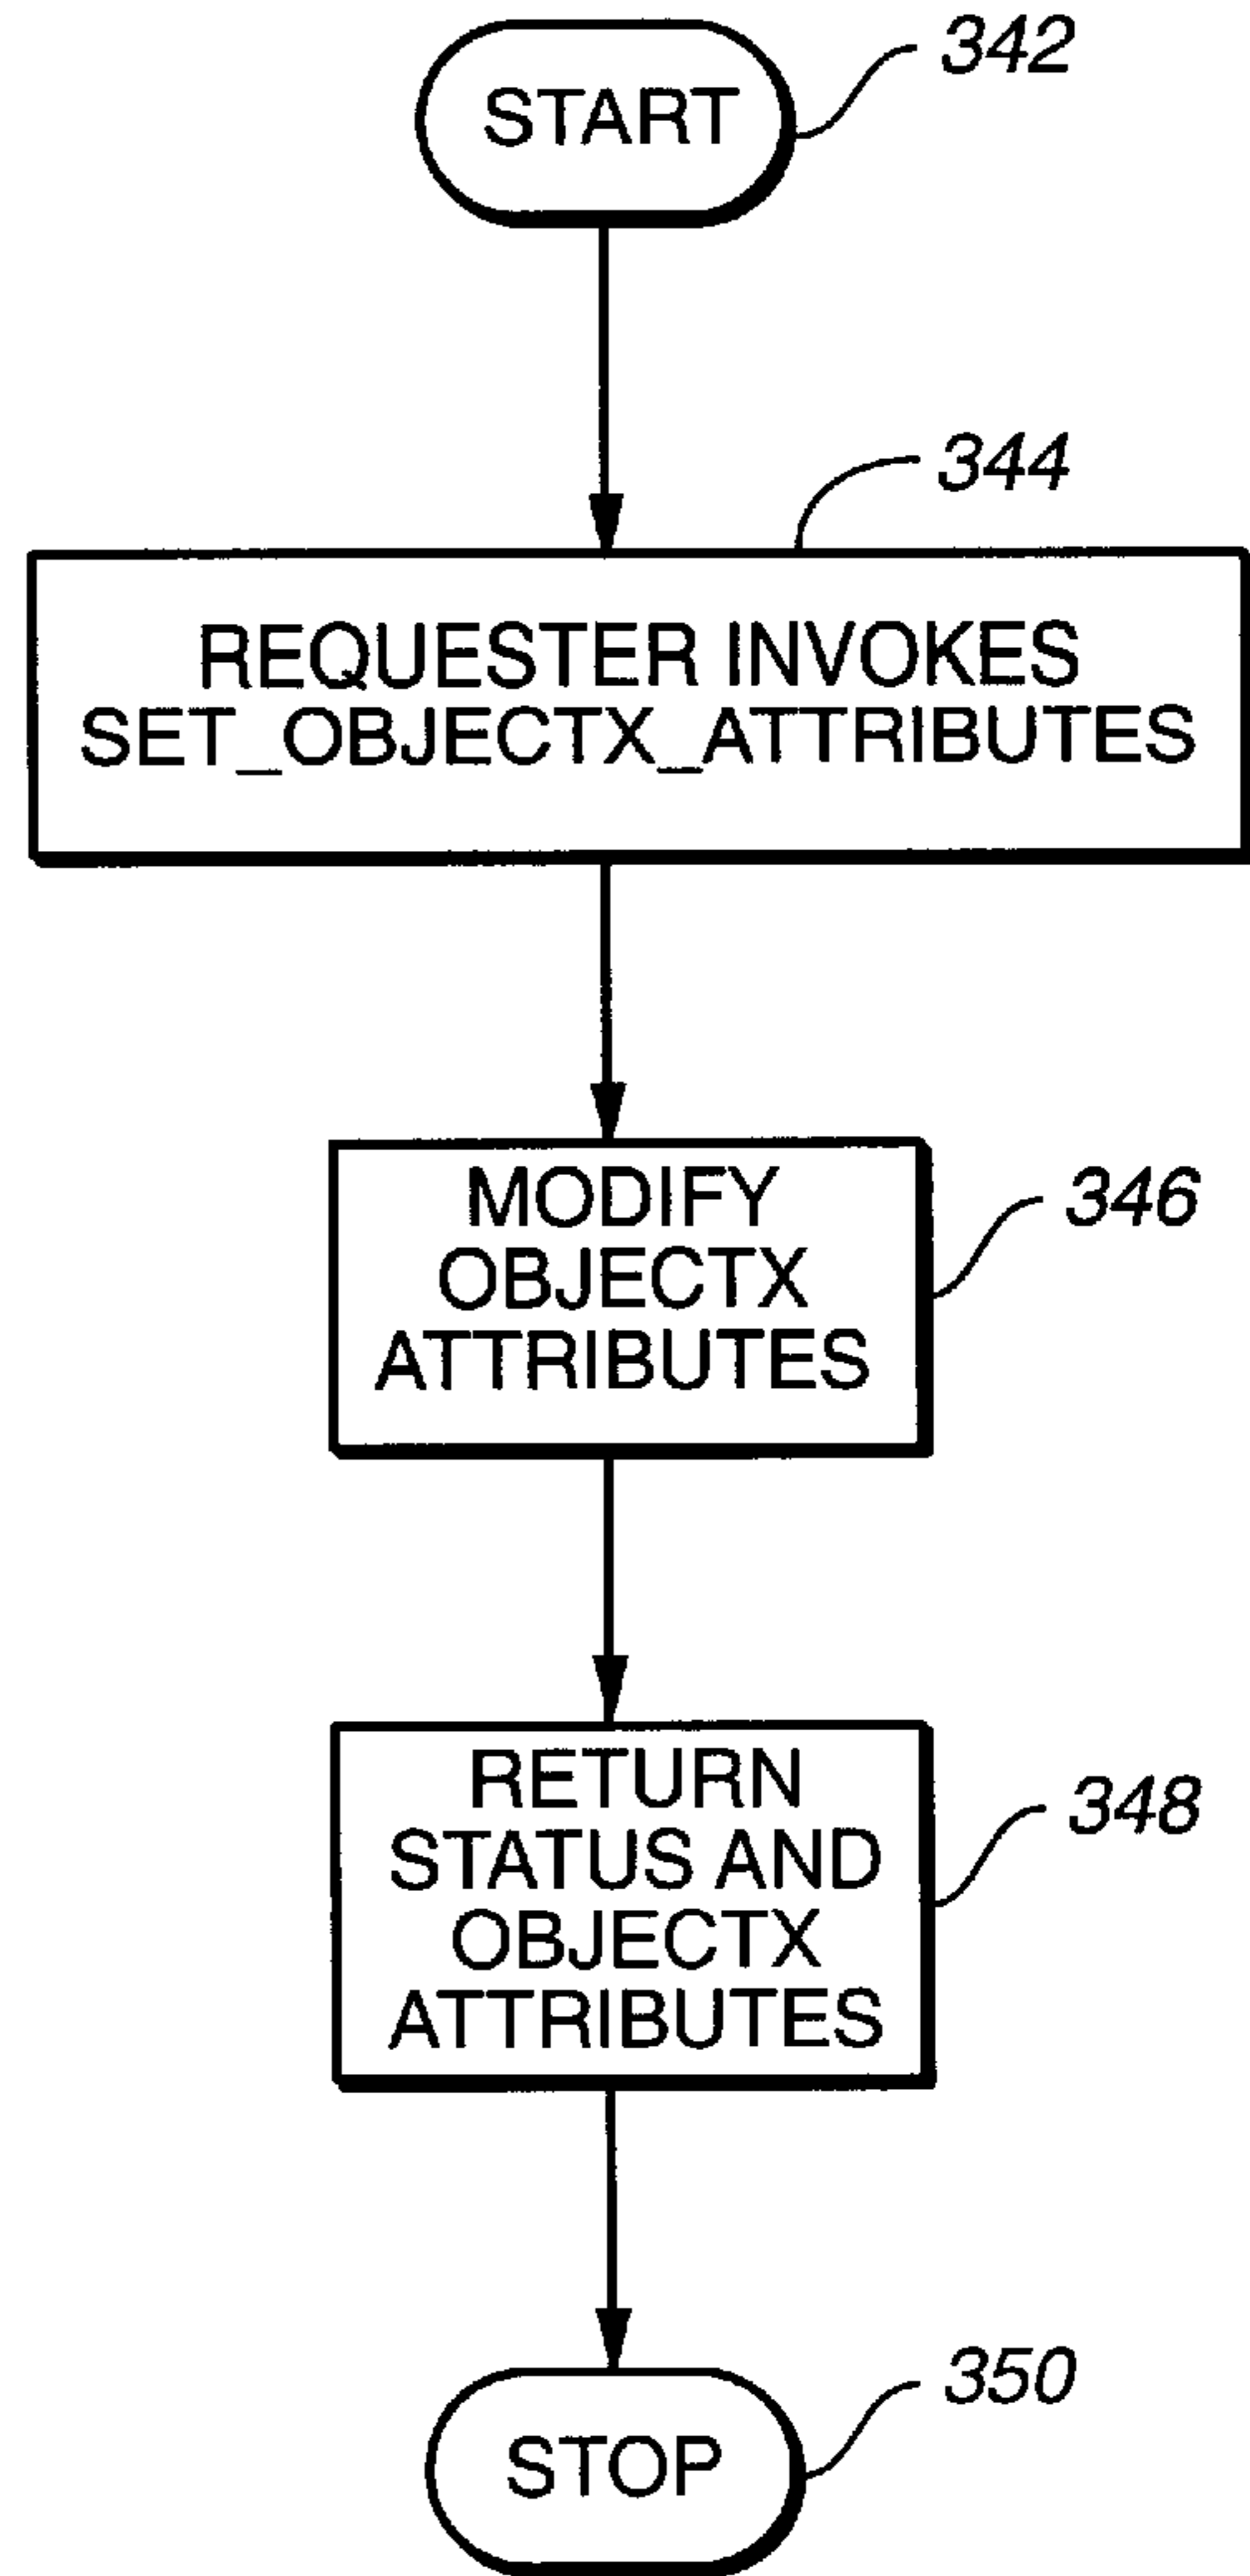 342
START
344
REQUESTER INVOKES
SET_OBJECTX_ATTRIBUTES
MODIFY
OBJECTX
ATTRIBUTES
346
RETURN
STATUS AND
OBJECTX
ATTRIBUTES
348
350
STOP